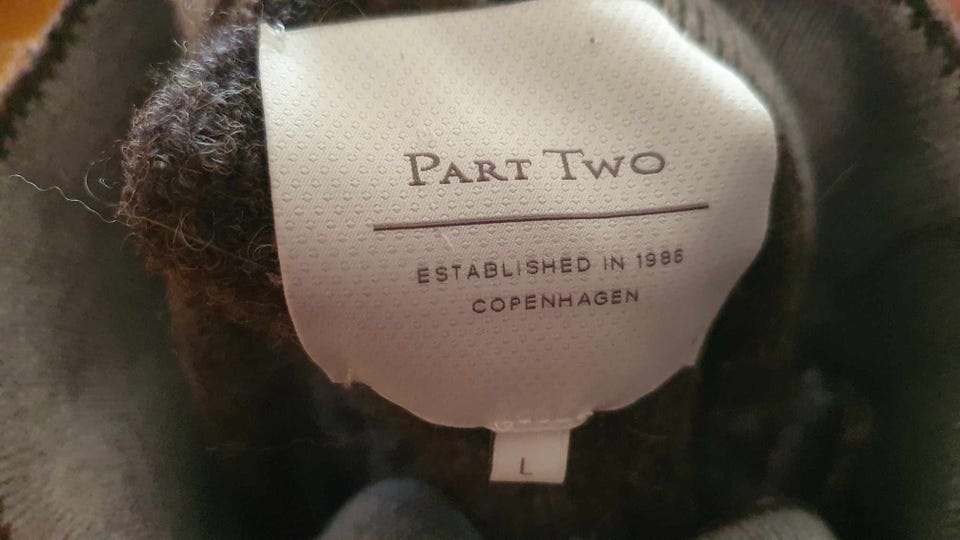 PART TWO
ESTABLISHED IN 1986
COPENHAGEN
L